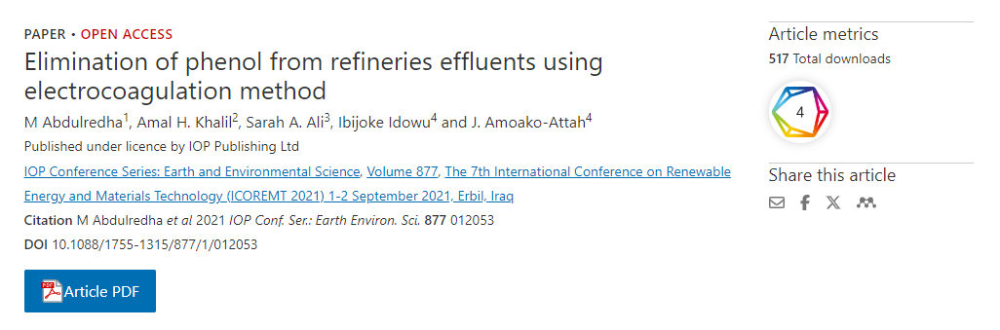 PAPER • OPEN ACCESS
Elimination of phenol from refineries effluents using
electrocoagulation method
M Abdulredha1, Amal H. Khalil2, Sarah A. Ali3, Ibijoke Idowu4 and J. Amoako-Attah4
Published under licence by IOP Publishing Ltd
IOP Conference Series: Earth and Environmental Science, Volume 877, The 7th International Conference on Renewable
Energy and Materials Technology (ICOREMT 2021) 1-2 September 2021, Erbil, Iraq
Citation M Abdulredha et al 2021 IOP Conf. Ser.: Earth Environ. Sci. 877 012053
DOI 10.1088/1755-1315/877/1/012053
PDF Article PDF
Article metrics
517 Total downloads
4
Share this article